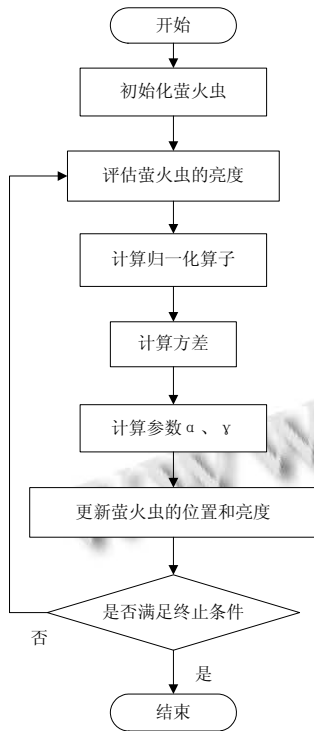 开始
初始化萤火虫
评估萤火虫的亮度
计算归一化算子
计算方差
计算参数α、γ
更新萤火虫的位置和亮度
是否满足终止条件
否
是
结束